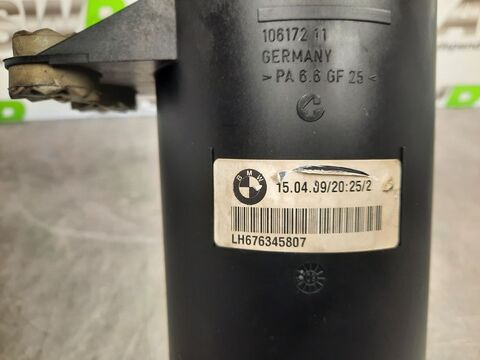 106172 11
GERMANY
> PA 6.6 GF 25 <
BMW
15.04.09/20:25/2
LH676345807